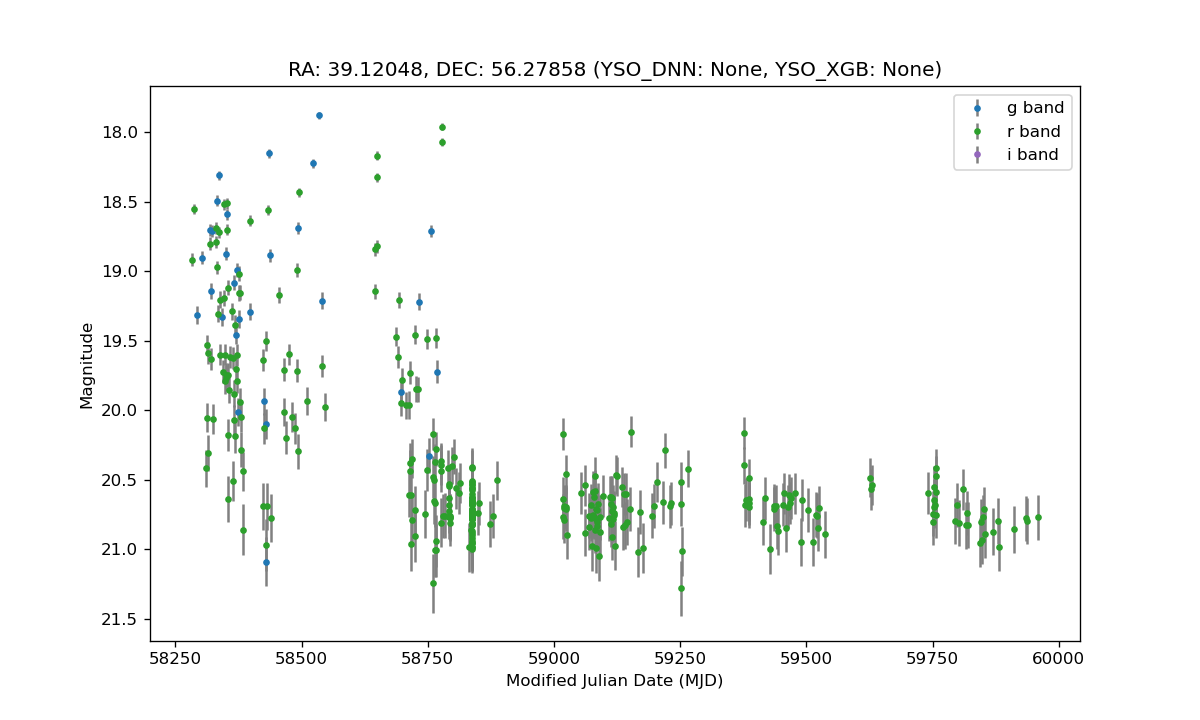 RA: 39.12048, DEC: 56.27858 (YSO_DNN: None, YSO_XGB: None)
g band
r band
i band
Magnitude
18.0
18.5
19.0
19.5
20.0
20.5
21.0
21.5
58250 58500 58750 59000 59250 59500 59750 60000
Modified Julian Date (MJD)